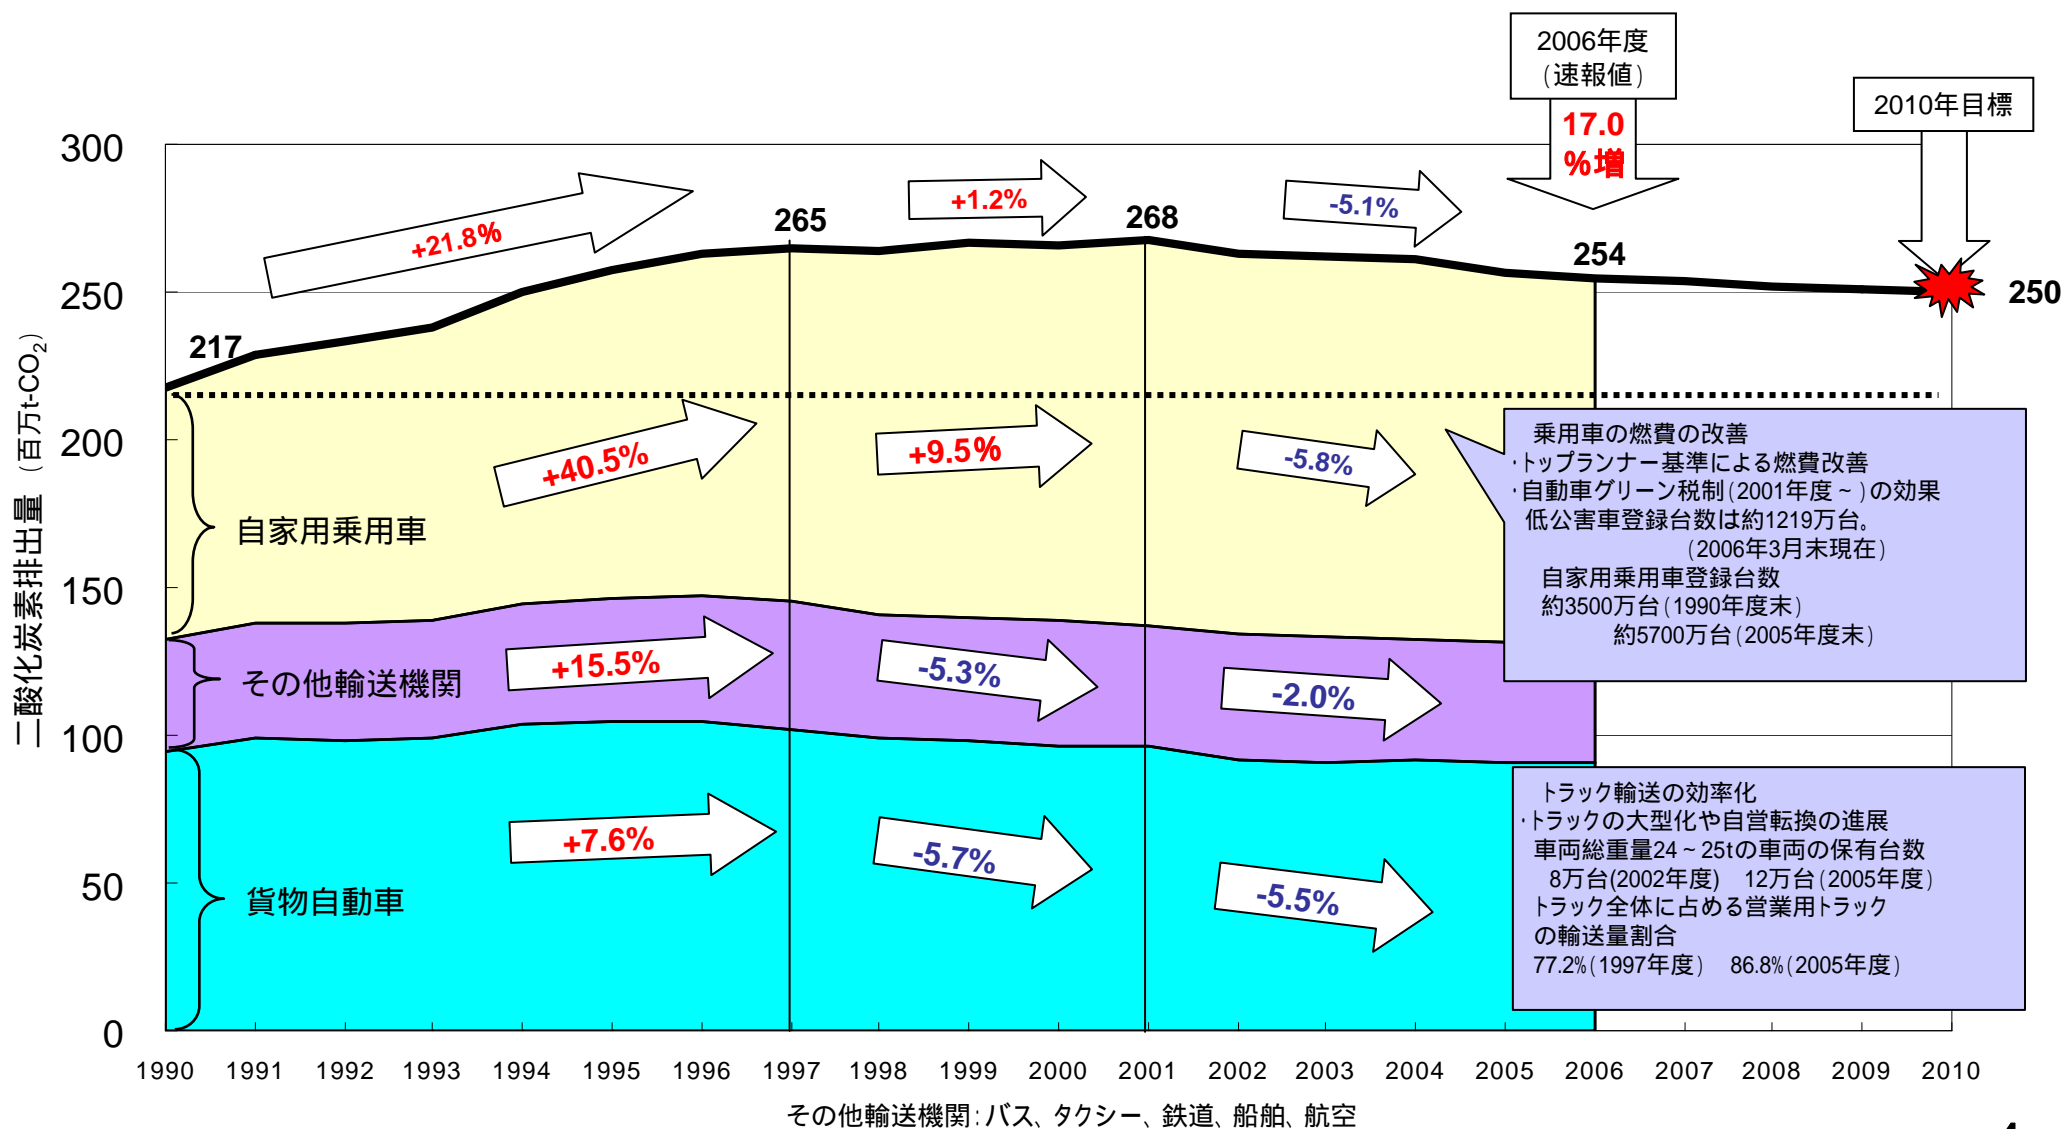 2006年度
(速報値)
17.0
%増
2010年目標
二酸化炭素排出量 (百万t-CO2)
300
250
200
150
100
50
0
+21.8%
+1.2%
-5.1%
217
265
268
254
250
+40.5%
+9.5%
-5.8%
自家用乗用車
+15.5%
-5.3%
-2.0%
その他輸送機関
+7.6%
-5.7%
-5.5%
貨物自動車
乗用車の燃費の改善
・トップランナー基準による燃費改善
・自動車グリーン税制(2001年度~)の効果
低公害車登録台数は約1219万台。
(2006年3月末現在)
自家用乗用車登録台数
約3500万台(1990年度末)
約5700万台(2005年度末)
トラック輸送の効率化
・トラックの大型化や自営転換の進展
車両総重量24~25tの車両の保有台数
8万台(2002年度) 12万台(2005年度)
トラック全体に占める営業用トラック
の輸送量割合
77.2%(1997年度) 86.8%(2005年度)
1990 1991 1992 1993 1994 1995 1996 1997 1998 1999 2000 2001 2002 2003 2004 2005 2006 2007 2008 2009 2010
その他輸送機関:バス、タクシー、鉄道、船舶、航空